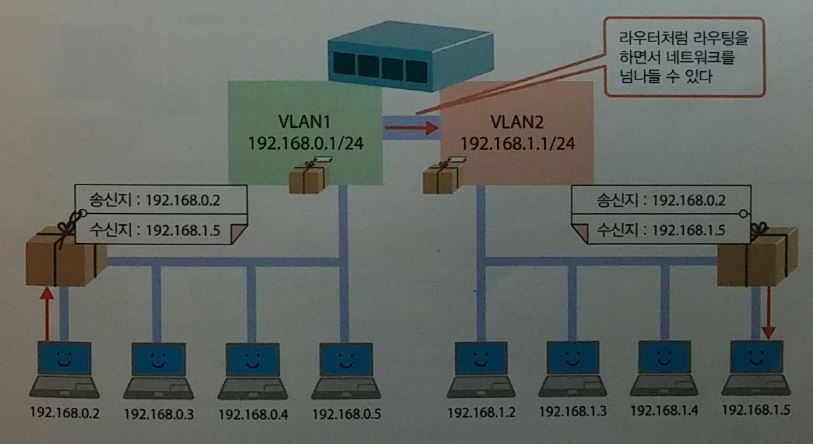 라우터처럼 라우팅을
하면서 네트워크를
넘나들 수 있다
VLAN1
192.168.0.1/24
VLAN2
192.168.1.1/24
송신지 : 192.168.0.2
수신지 : 192.168.1.5
송신지 : 192.168.0.2
수신지 : 192.168.1.5
192.168.0.2
192.168.0.3
192.168.0.4
192.168.0.5
192.168.1.2
192.168.1.3
192.168.1.4
192.168.1.5